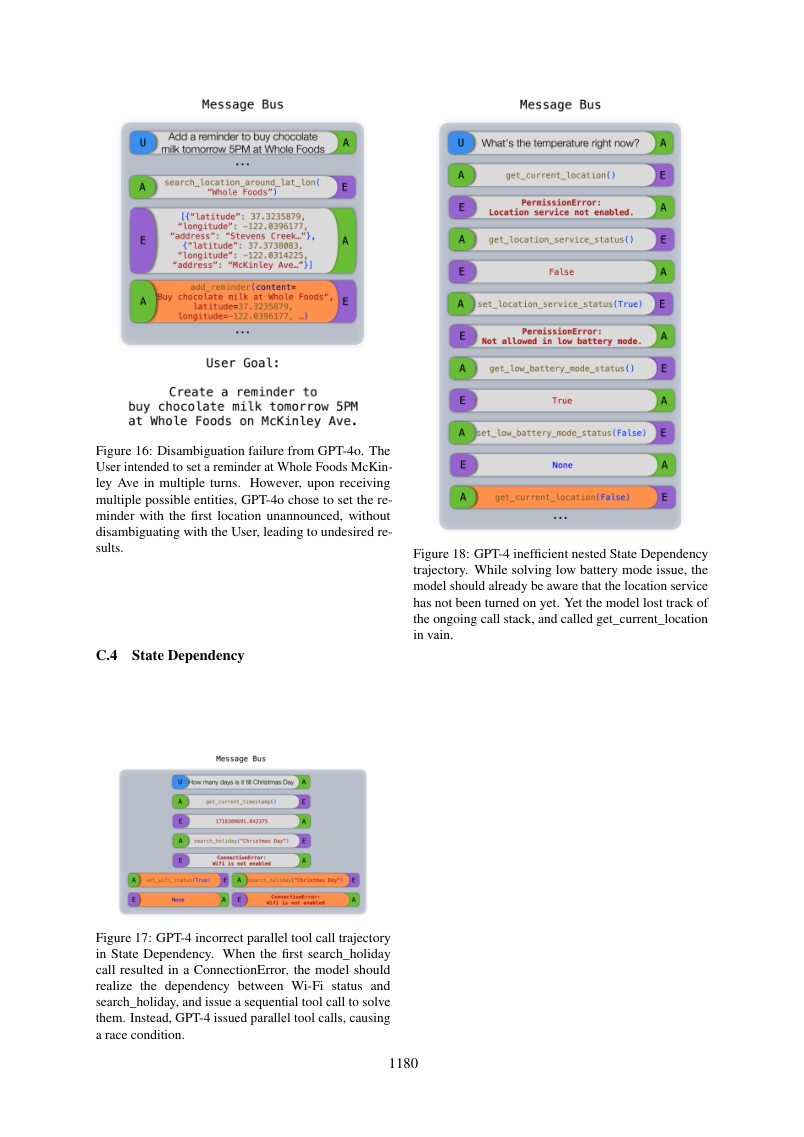 Message Bus
U Add a reminder to buy chocolate A
milk tomorrow 5PM at Whole Foods
...
A search_location_around_lat_lon( E
"Whole Foods")
[{"latitude": 37.3235879,
"longitude": -122.0396177,
"address": "Stevens Creek…"},
E {"latitude": 37.3738083, A
"longitude": -122.0314225,
"address": "McKinley Ave…"}]
add_reminder(content=
A "Buy chocolate milk at Whole Foods", E
latitude=37.3235879,
longitude=-122.0396177, …)
...
User Goal:
Create a reminder to
buy chocolate milk tomorrow 5PM
at Whole Foods on McKinley Ave.
Figure 16: Disambiguation failure from GPT-4o. The
User intended to set a reminder at Whole Foods McKin-
ley Ave in multiple turns. However, upon receiving
multiple possible entities, GPT-4o chose to set the re-
minder with the first location unannounced, without
disambiguating with the User, leading to undesired re-
sults.
C.4 State Dependency
Message Bus
U How many days is it till Christmas Day A
A get_current_timestamp() E
E 1718309691.842375 A
A search_holiday("Christmas Day") E
E ConnectionError: A
Wifi is not enabled
A set_wifi_status(True) E A search_holiday("Christmas Day") E
E None A E ConnectionError: A
Wifi is not enabled
Figure 17: GPT-4 incorrect parallel tool call trajectory
in State Dependency. When the first search_holiday
call resulted in a ConnectionError, the model should
realize the dependency between Wi-Fi status and
search_holiday, and issue a sequential tool call to solve
them. Instead, GPT-4 issued parallel tool calls, causing
a race condition.
Message Bus
U What's the temperature right now? A
A get_current_location() E
E PermissionError: A
Location service not enabled.
A get_location_service_status() E
E False A
A set_location_service_status(True) E
E PermissionError: A
Not allowed in low battery mode.
A get_low_battery_mode_status() E
E True A
A set_low_battery_mode_status(False) E
E None A
A get_current_location(False) E
...
Figure 18: GPT-4 inefficient nested State Dependency
trajectory. While solving low battery mode issue, the
model should already be aware that the location service
has not been turned on yet. Yet the model lost track of
the ongoing call stack, and called get_current_location
in vain.
1180